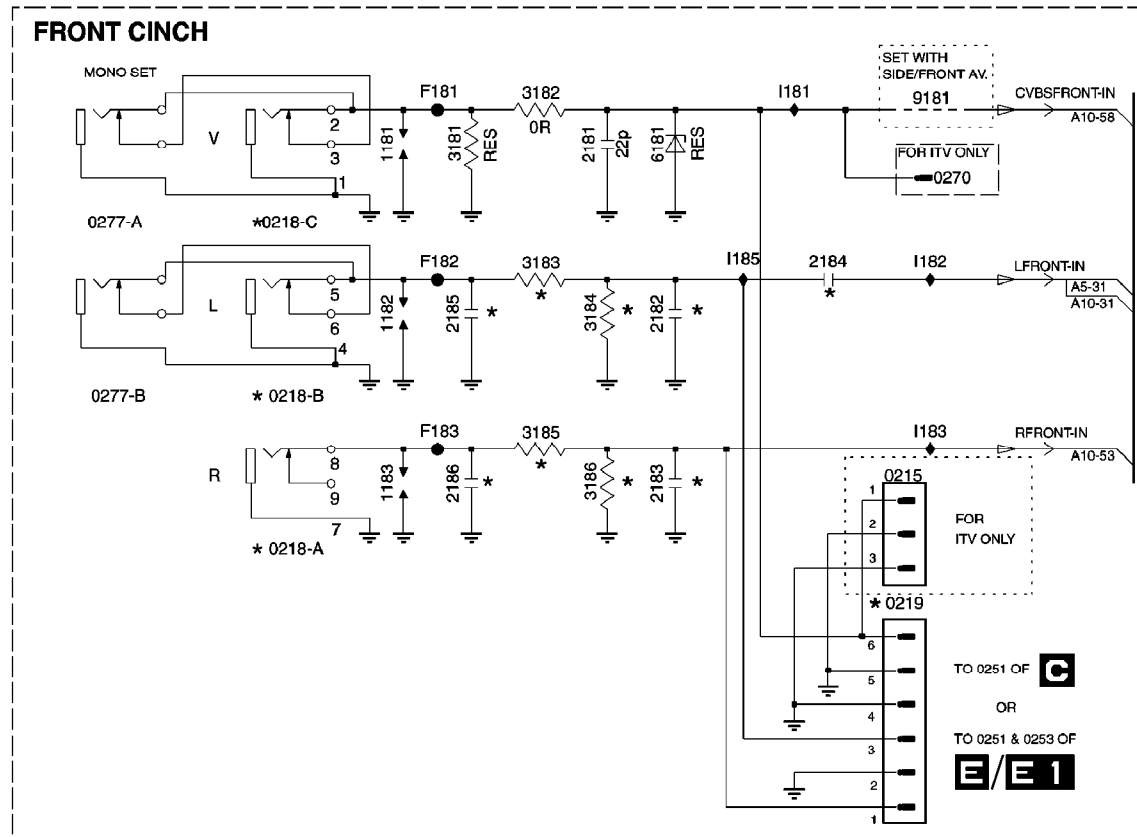 FRONT CINCH
MONO SET
SET WITH
SIDE/FRONT AV.
F181
3182
0R
I181
9181
CVBSFRONT-IN
A10-58
V
2
3
1
1181
3181
RES
2181
22p
6181
RES
FOR ITV ONLY
0270
0277-A
*0218-C
F182
3183
*
I185
2184
*
I182
LFRONT-IN
A5-31
A10-31
L
5
6
4
1182
2185
*
3184
*
2182
*
0277-B
* 0218-B
F183
3185
*
I183
RFRONT-IN
A10-53
R
8
9
7
1183
2186
*
3186
*
2183
*
* 0218-A
0215
1
2
3
FOR
ITV ONLY
* 0219
6
5
4
3
2
1
TO 0251 OF C
OR
TO 0251 & 0253 OF
E/E 1